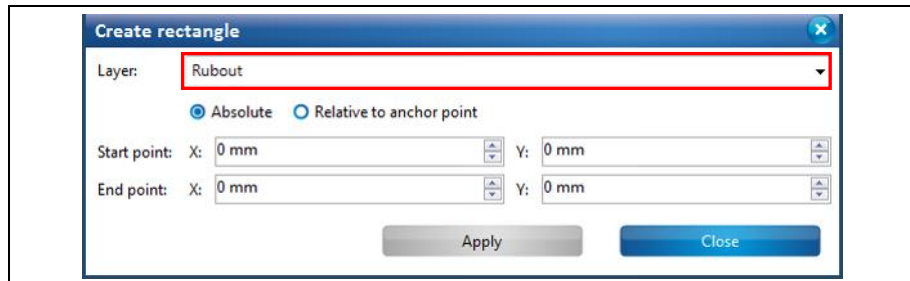 Create rectangle
Layer: Rubout
Absolute Relative to anchor point
Start point: X: 0 mm Y: 0 mm
End point: X: 0 mm Y: 0 mm
Apply Close